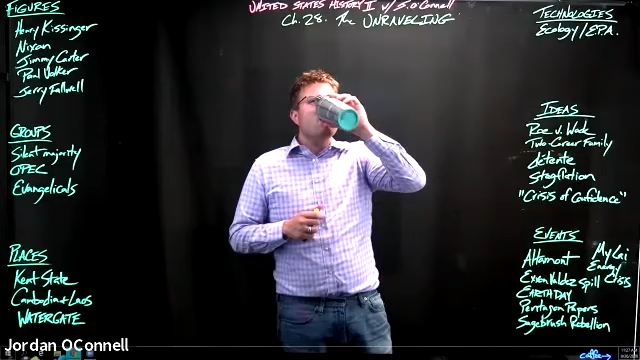 UNITED STATES HISTORY II w/ J. O'Connell
Ch. 28. The UNRAVELING
FIGURES
Henry Kissinger
Nixon
Jimmy Carter
Paul Volker
Jerry Fallwell
GROUPS
Silent majority
OPEC
Evangelicals
PLACES
Kent State
Cambodia + Laos
WATERGATE
TECHNOLOGIES
Ecology/EPA.
IDEAS
Roe v. Wade
Two Career Family
détente
Stagflation
"Crisis of Confidence"
EVENTS
Altamont
My Lai
Energy Crisis
Exxon Valdez Spill
EARTH DAY
Pentagon Papers
Sagebrush Rebellion
Jordan OConnell